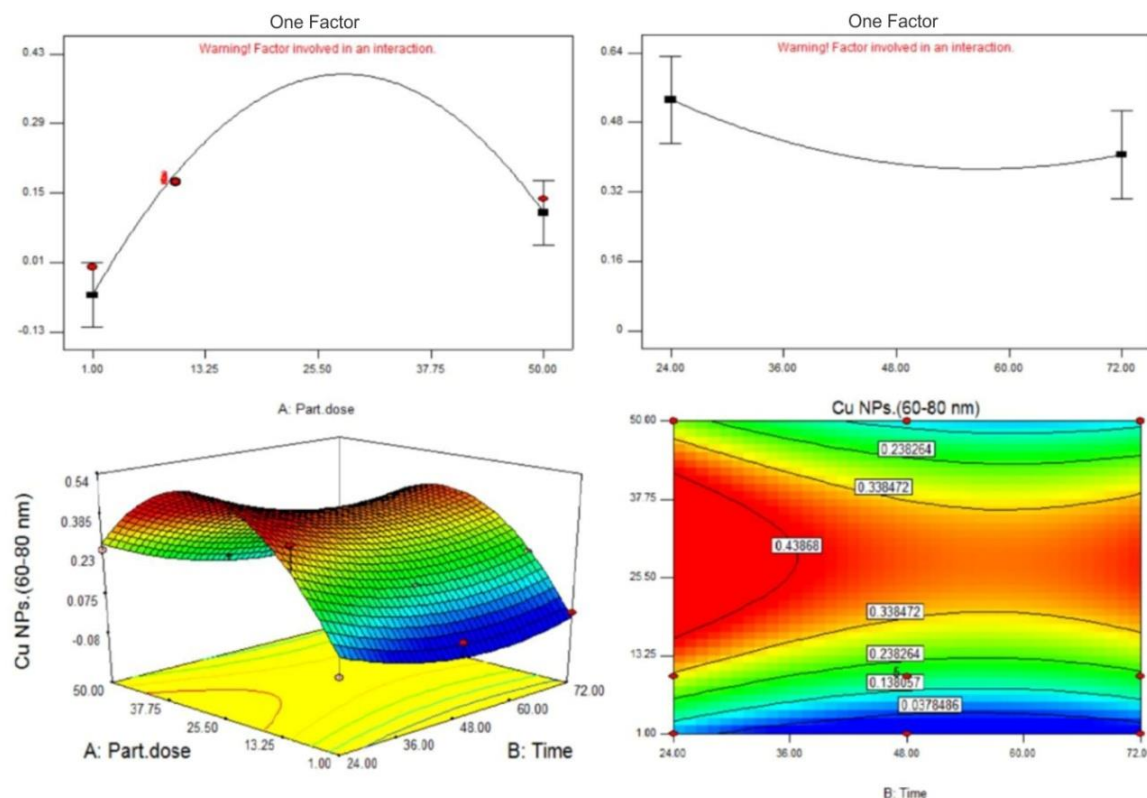 One Factor
Warning! Factor involved in an interaction.
0.43
0.29
0.15
0.01
-0.13
1.00 13.25 25.50 37.75 50.00
A: Part.dose
One Factor
Warning! Factor involved in an interaction.
0.64
0.48
0.32
0.16
0
24.00 36.00 48.00 60.00 72.00
Cu NPs.(60-80 nm)
0.54
0.385
0.23
0.075
-0.08
50.00
37.75
25.50
13.25
1.00
A: Part.dose
24.00
36.00
48.00
60.00
72.00
B: Time
Cu NPs.(60-80 nm)
50.00
37.75
25.50
13.25
1.00
0.238264
0.338472
0.43868
0.338472
0.238264
0.138057
0.0378486
24.00 36.00 48.00 60.00 72.0
B: Time